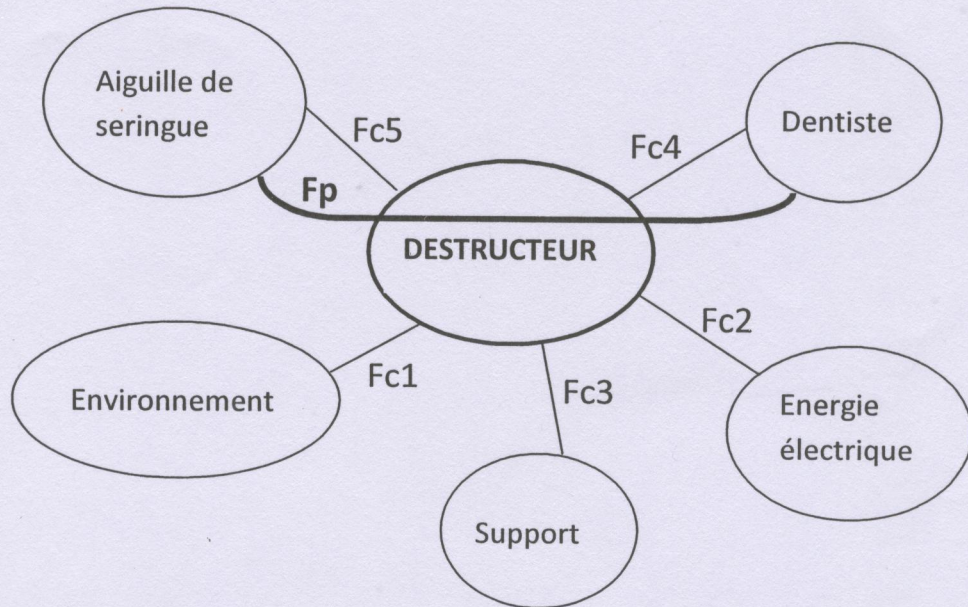 Aiguille de
seringue
Dentiste
Fc5
Fc4
Fp
DESTRUCTEUR
Fc2
Fc1
Environnement
Fc3
Energie
électrique
Support